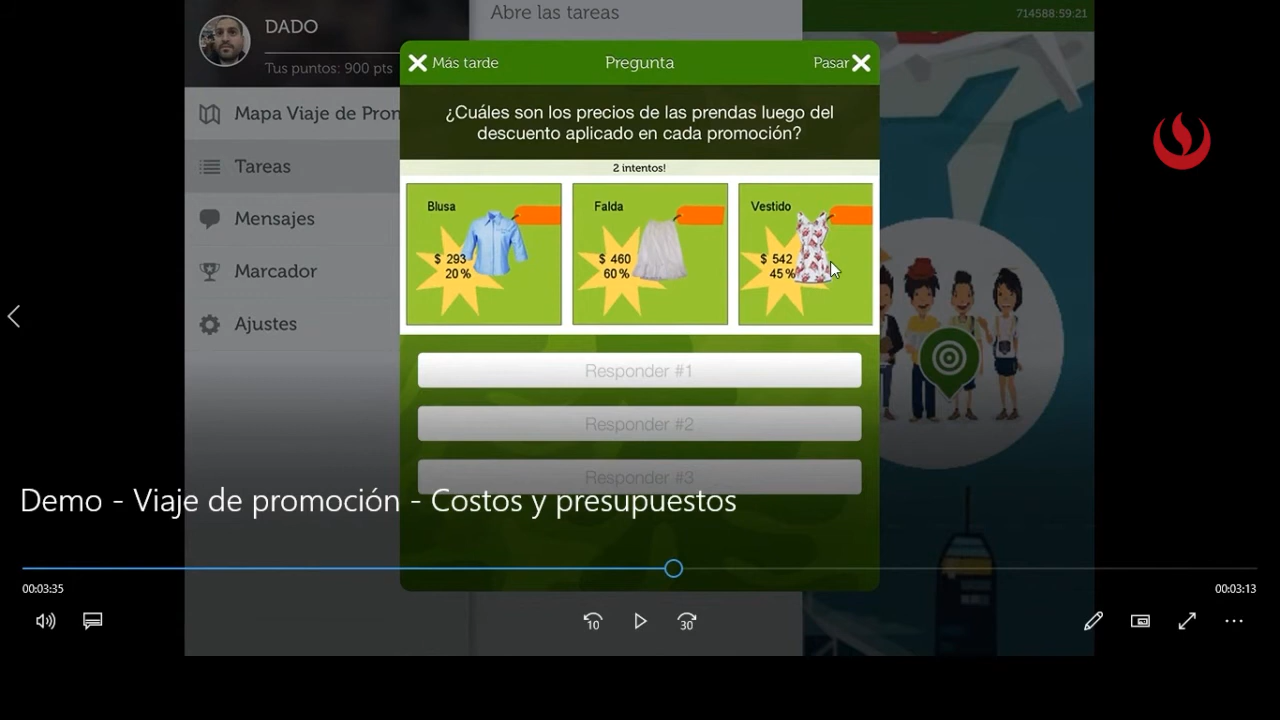 DADO
Tus puntos: 900 pts
Mapa Viaje de Pron
Tareas
Mensajes
Marcador
Ajustes
Abre las tareas
714588:59:21
Más tarde
Pregunta
Pasar
¿Cuáles son los precios de las prendas luego del
descuento aplicado en cada promoción?
2 intentos!
Blusa
$ 293
20 %
Falda
$ 460
60 %
Vestido
$ 542
45 %
Responder #1
Responder #2
Responder #3
Demo - Viaje de promoción - Costos y presupuestos
00:03:35
00:03:13
10
30